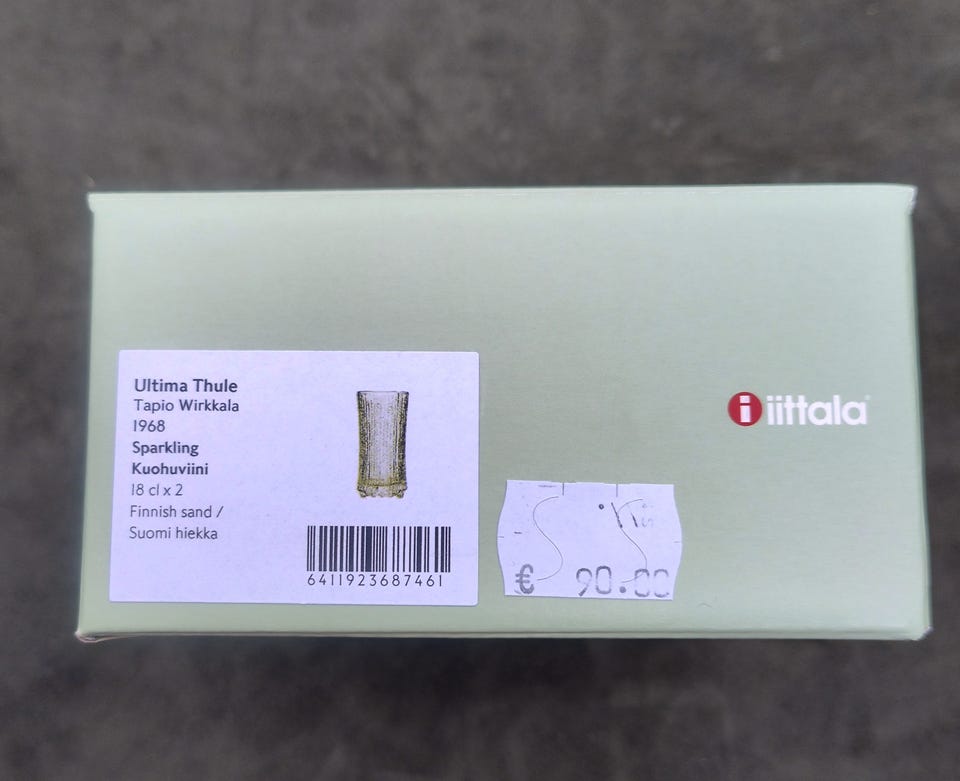 Ultima Thule
Tapio Wirkkala
1968
Sparkling
Kuohuviini
18 cl x 2
Finnish sand /
Suomi hiekka
6411923687461
i iittala
€ 90.00